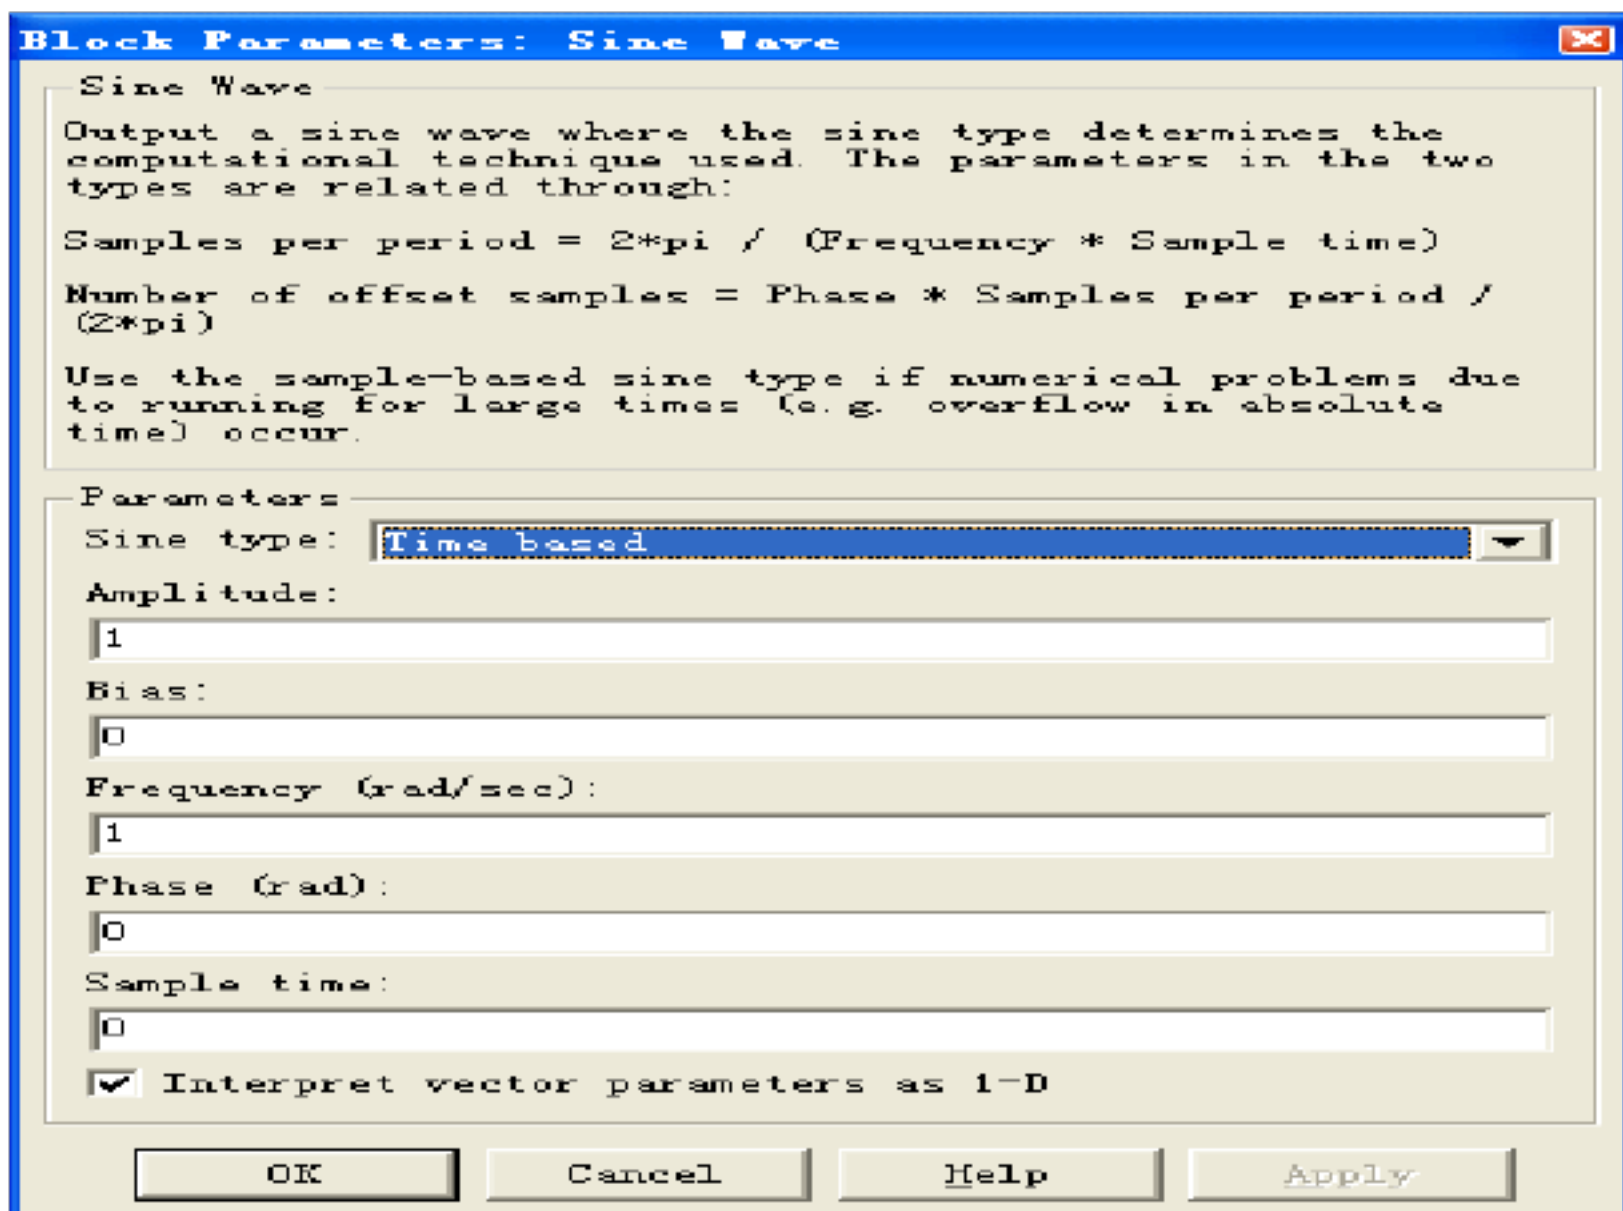 Block Parameters: Sine Wave
Sine Wave
Output a sine wave where the sine type determines the
computational technique used. The parameters in the two
types are related through:
Samples per period = 2*pi / (Frequency * Sample time)
Number of offset samples = Phase * Samples per period /
(2*pi)
Use the sample-based sine type if numerical problems due
to running for large times (e.g. overflow in absolute
time) occur.
Parameters
Sine type: Time based
Amplitude:
1
Bias:
0
Frequency (rad/sec):
1
Phase (rad):
0
Sample time:
0
Interpret vector parameters as 1-D
OK Cancel Help Apply